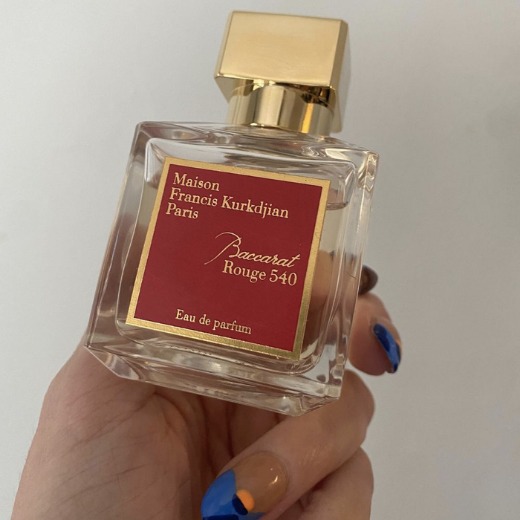 Maison
Francis Kurkdjian
Paris
Baccarat
Rouge 540
Eau de parfum